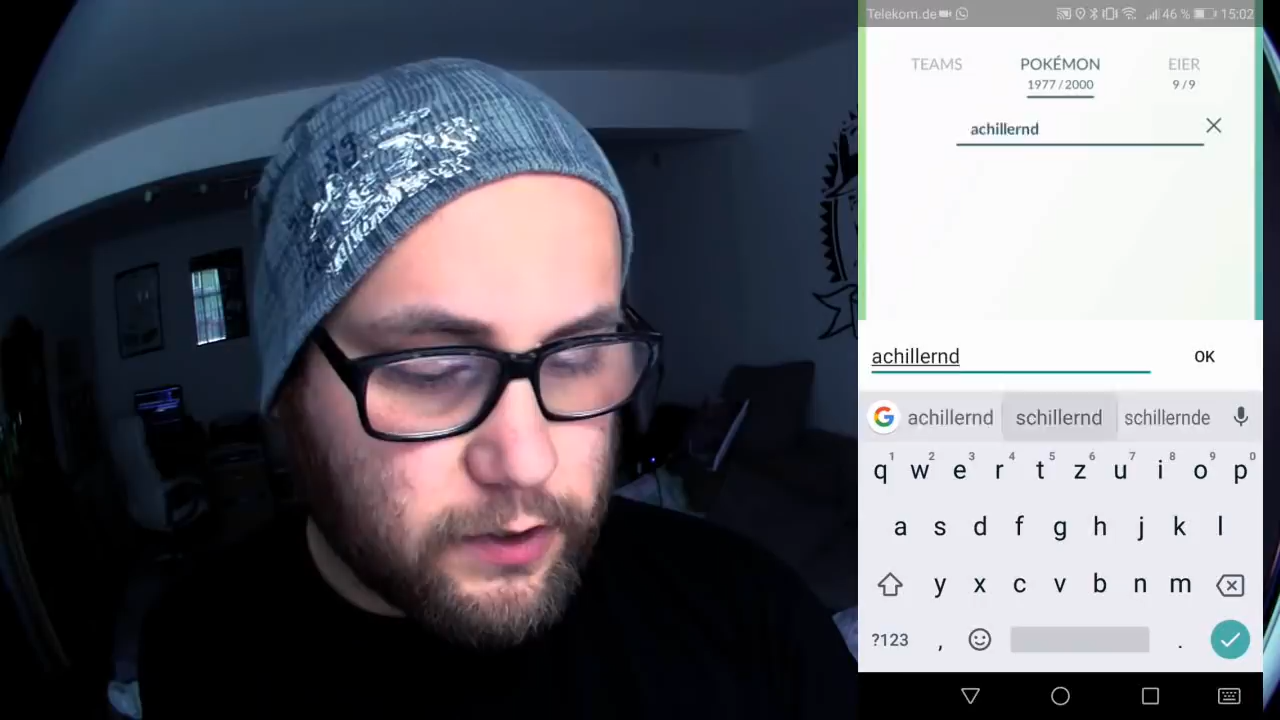 Telekom.de
46 %
15:02
TEAMS
POKÉMON
EIER
1977 / 2000
9 / 9
achillernd
achillernd
OK
achillernd schillernd schillernde
1 2 3 4 5 6 7 8 9 0
q w e r t z u i o p
a s d f g h j k l
y x c v b n m
?123 , .